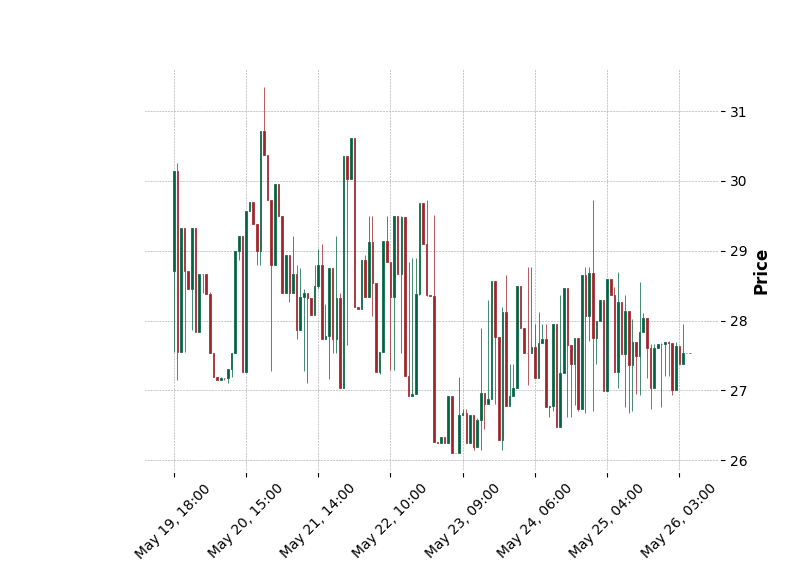 31
30
29
28
27
26
Price
May 19, 18:00
May 20, 15:00
May 21, 14:00
May 22, 10:00
May 23, 09:00
May 24, 06:00
May 25, 04:00
May 26, 03:00